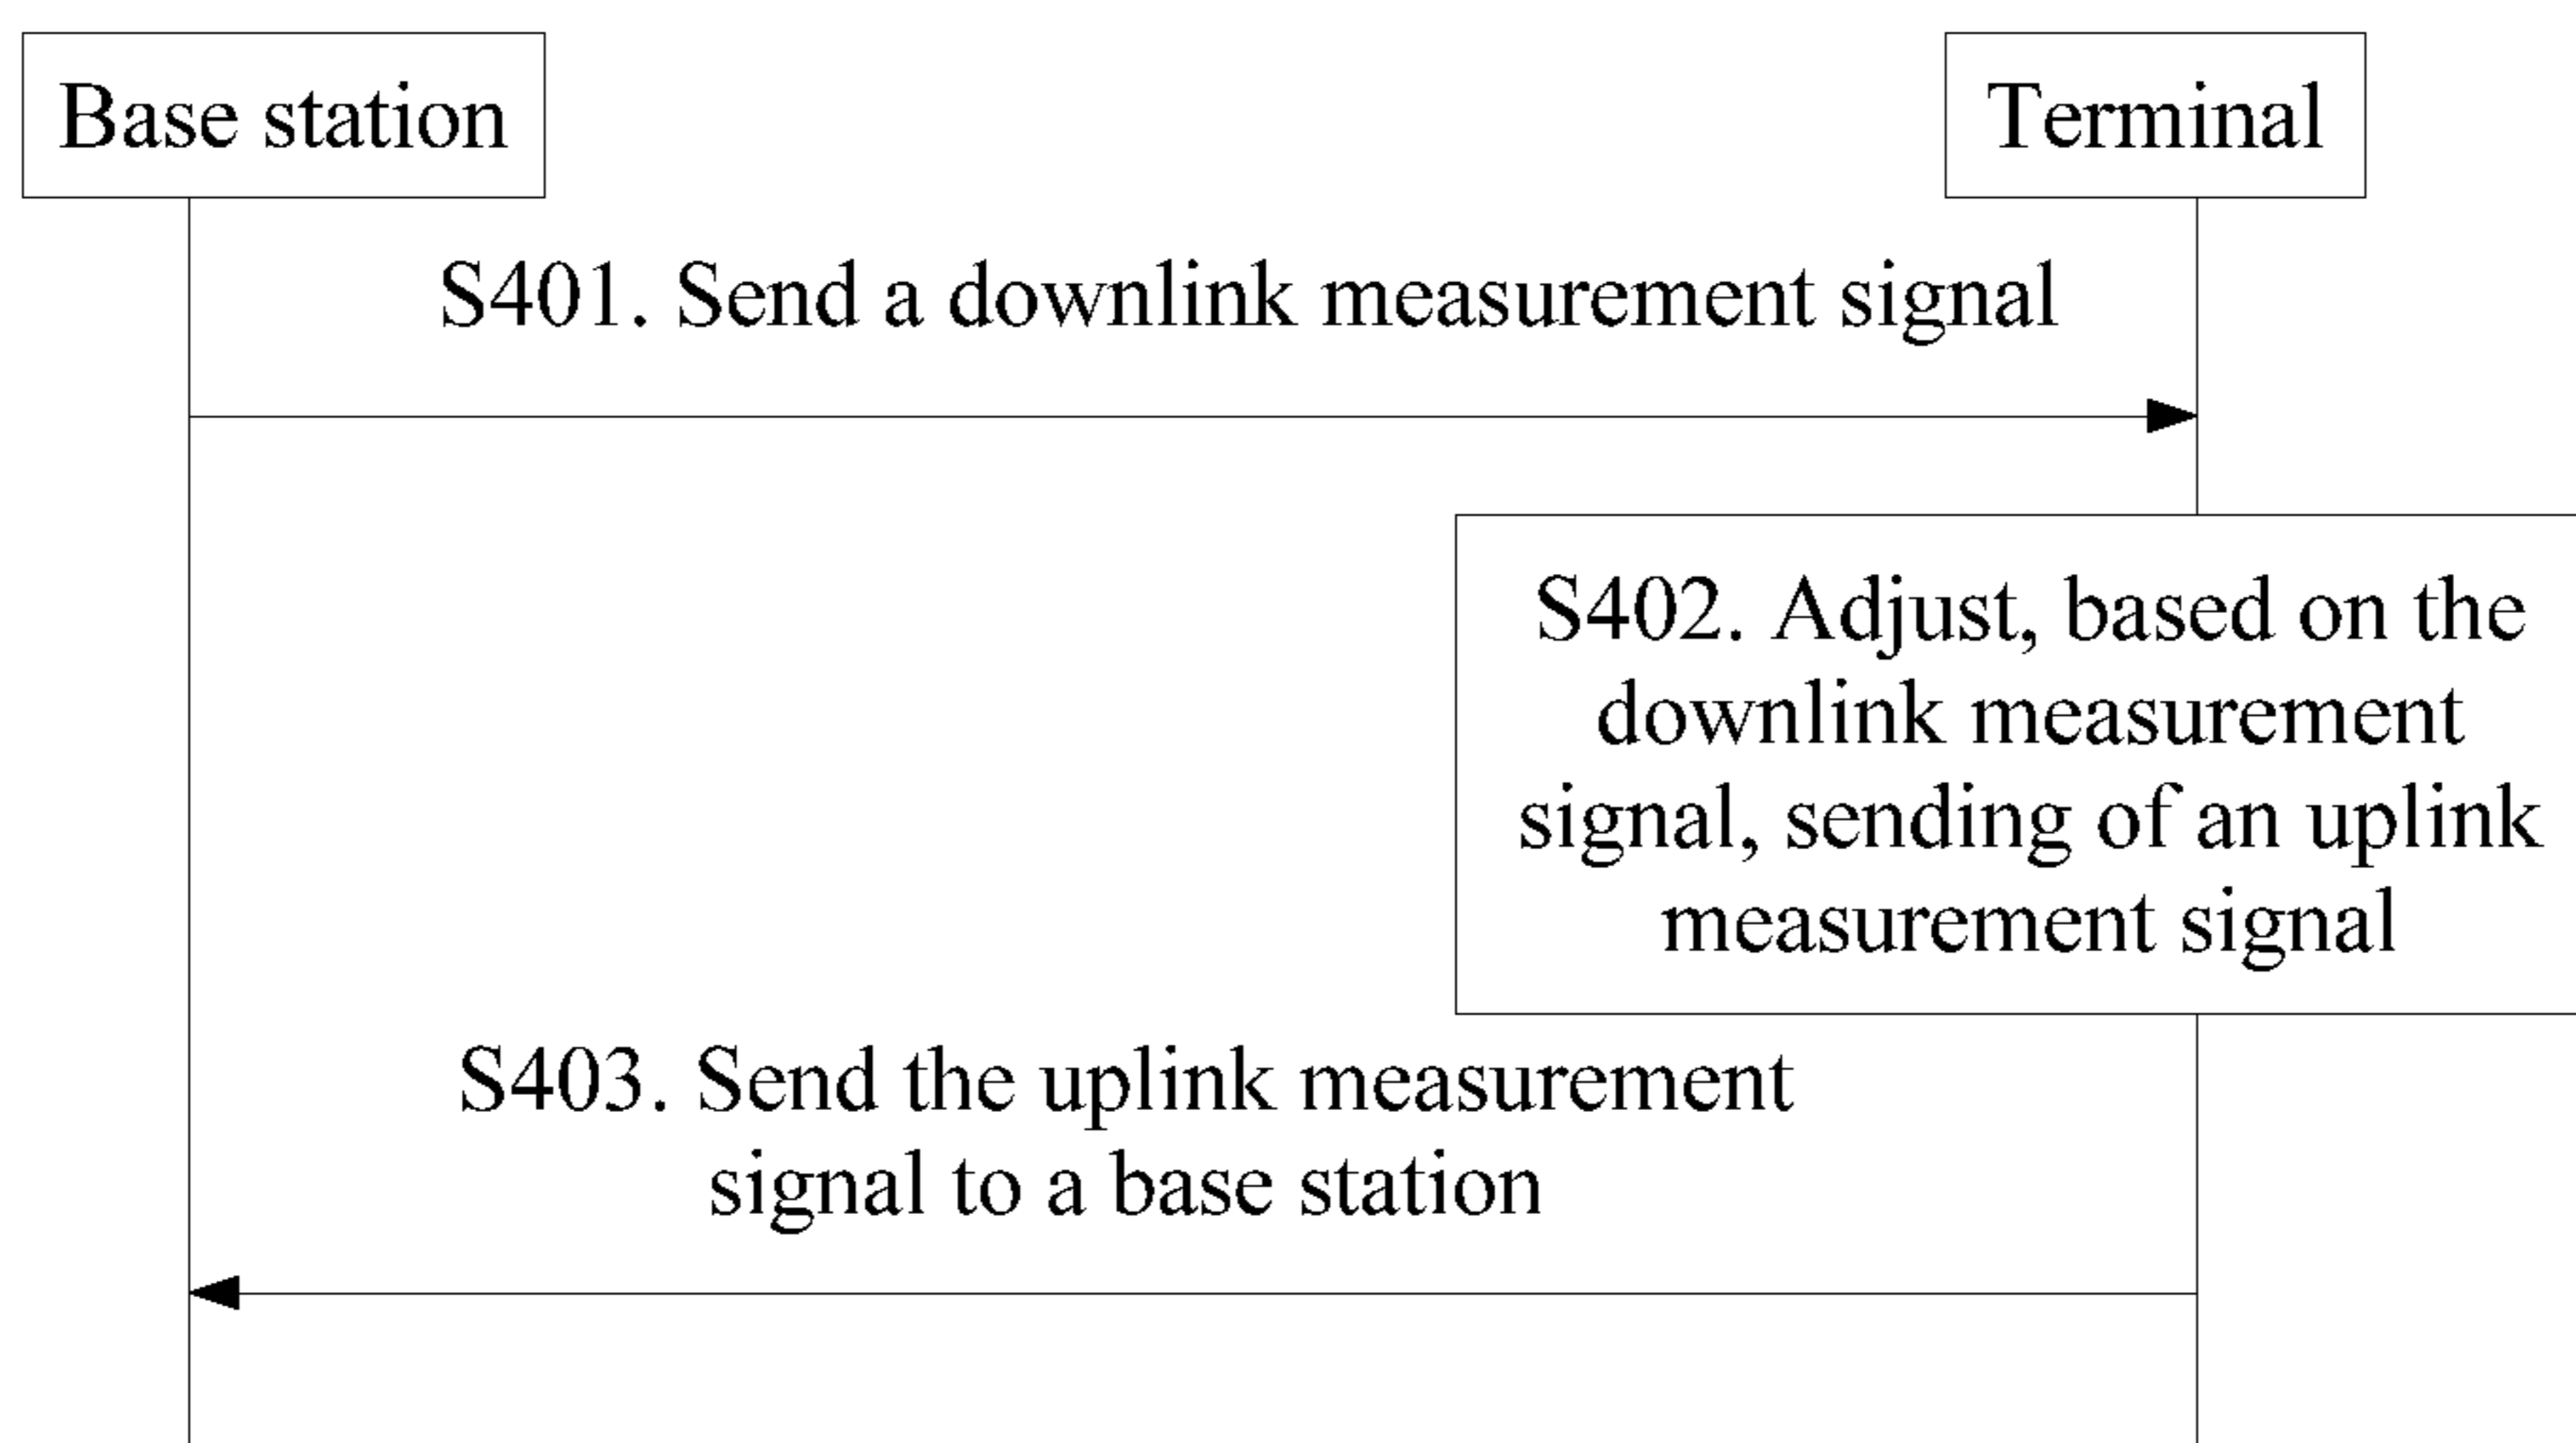 Base station
Terminal
S401. Send a downlink measurement signal
S402. Adjust, based on the
downlink measurement
signal, sending of an uplink
measurement signal
S403. Send the uplink measurement
signal to a base station